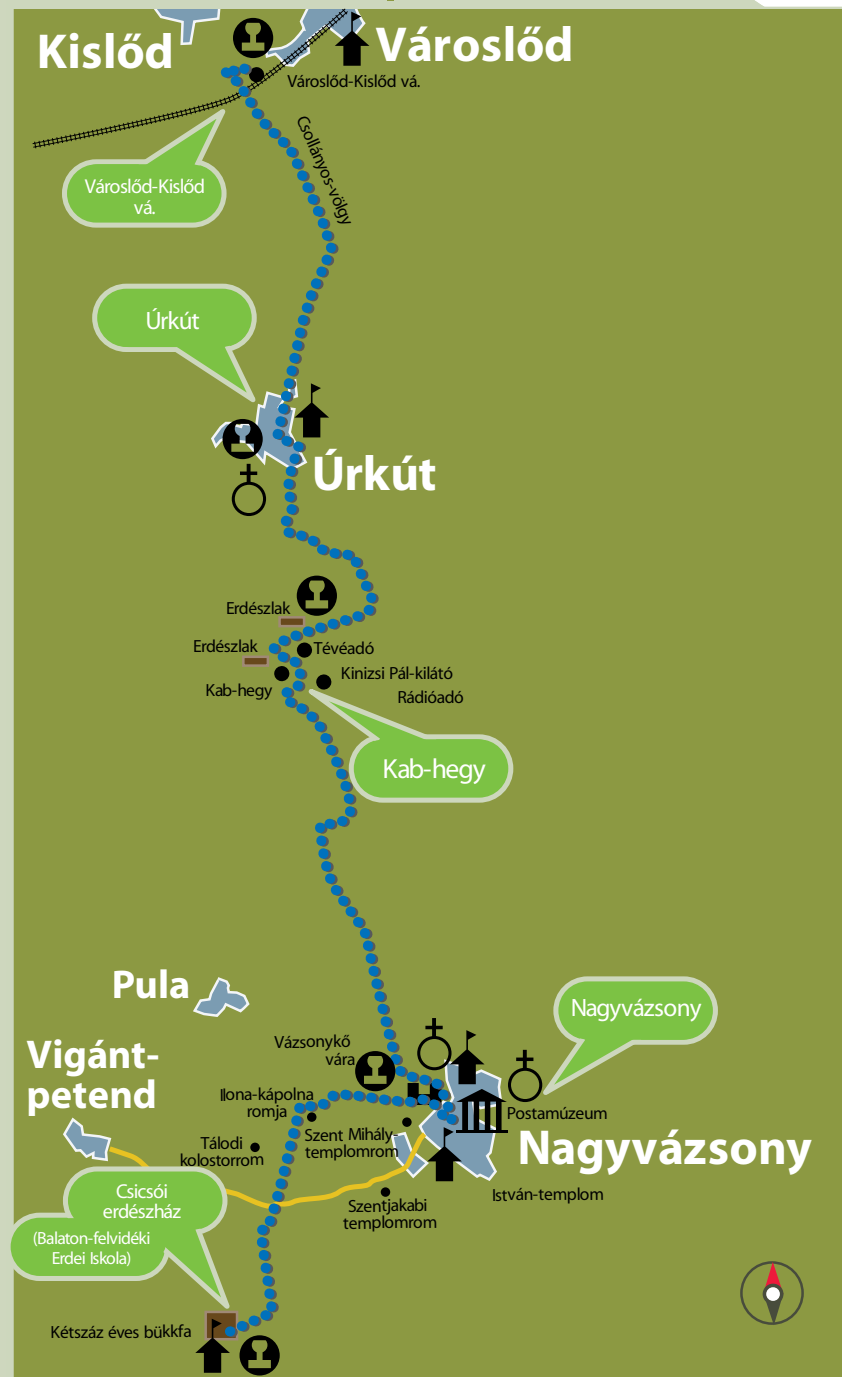 Kislőd
Városlőd
Városlőd-Kislőd vá.
Csollányos-völgy
Városlőd-Kislőd
vá.
Úrkút
Úrkút
Erdészlak
Erdészlak
Tévéadó
Kinizsi Pál-kilátó
Kab-hegy
Rádióadó
Kab-hegy
Pula
Nagyvázsony
Vigánt-
petend
Vázsonykő
vára
Ilona-kápolna
romja
Postamúzeum
Szent Mihály-
templomrom
Tálodi
kolostorrom
Nagyvázsony
Csicsói
erdészház
(Balaton-felvidéki
Erdei Iskola)
István-templom
Szentjakabi
templomrom
Kétszáz éves bükkfa